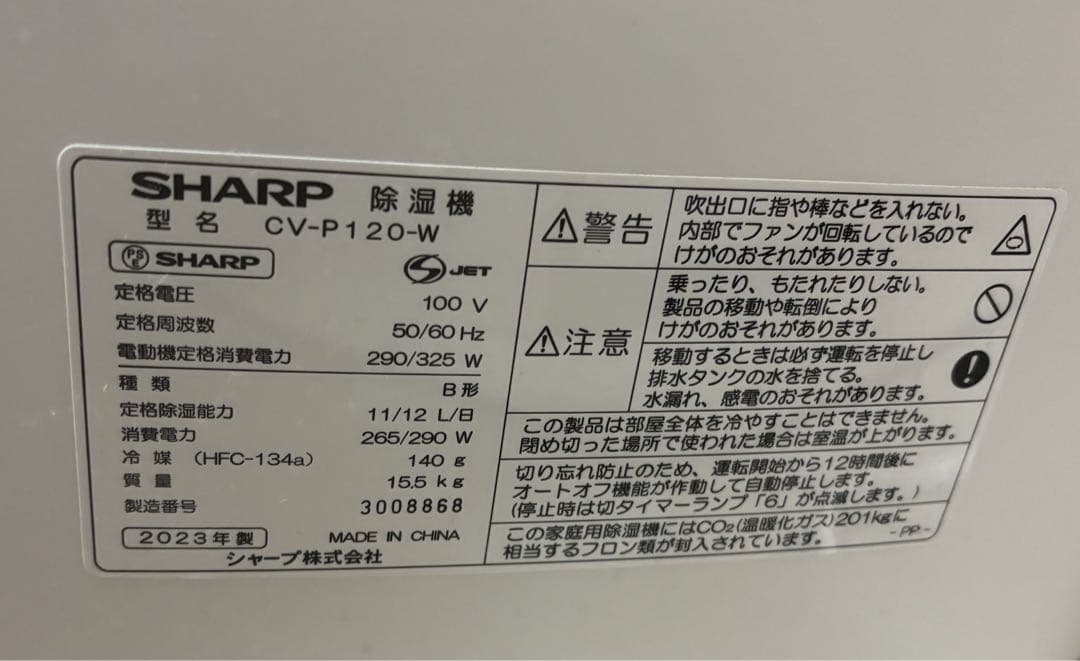 SHARP 除湿機
型名 CV-P120-W
PS E SHARP
S JET
定格電圧 100 V
定格周波数 50/60 Hz
電動機定格消費電力 290/325 W
種類 B形
定格除湿能力 11/12 L/日
消費電力 265/290 W
冷媒 (HFC-134a) 140 g
質量 15.5 kg
製造番号 3008868
2023年製 MADE IN CHINA
シャープ株式会社
⚠警告
吹出口に指や棒などを入れない。
内部でファンが回転しているので
けがのおそれがあります。
⚠注意
乗ったり、もたれたりしない。
製品の移動や転倒により
けがのおそれがあります。
移動するときは必ず運転を停止し
排水タンクの水を捨てる。
水漏れ、感電のおそれがあります。
この製品は部屋全体を冷やすことはできません。
閉め切った場所で使われた場合は室温が上がります。
切り忘れ防止のため、運転開始から12時間後に
オートオフ機能が作動して自動停止します。
(停止時は切タイマーランプ「6」が点滅します。)
この家庭用除湿機にはCO₂(温暖化ガス)201kgに
相当するフロン類が封入されています。 -PP-